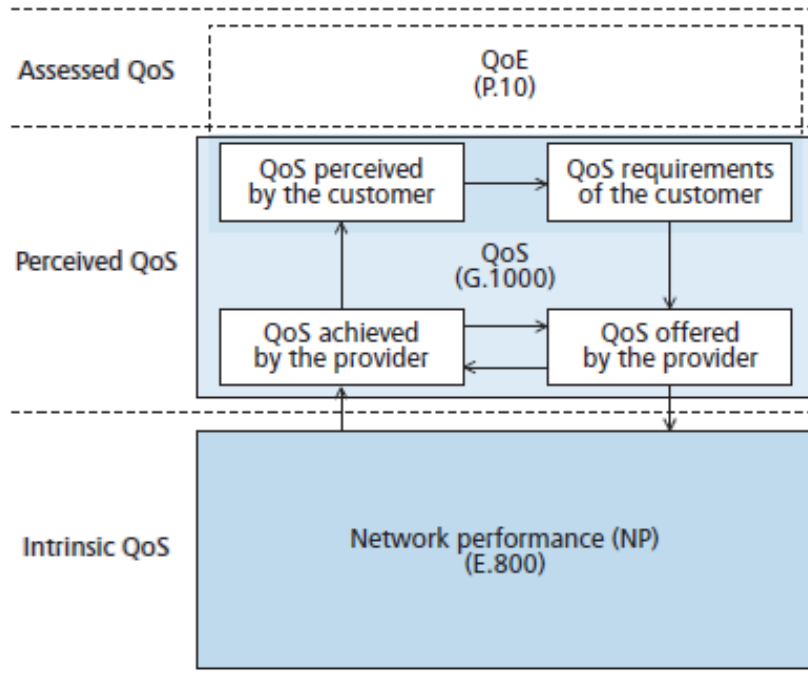 Assessed QoS
QoE
(P.10)
QoS perceived
by the customer
QoS requirements
of the customer
Perceived QoS
QoS
(G.1000)
QoS achieved
by the provider
QoS offered
by the provider
Intrinsic QoS
Network performance (NP)
(E.800)